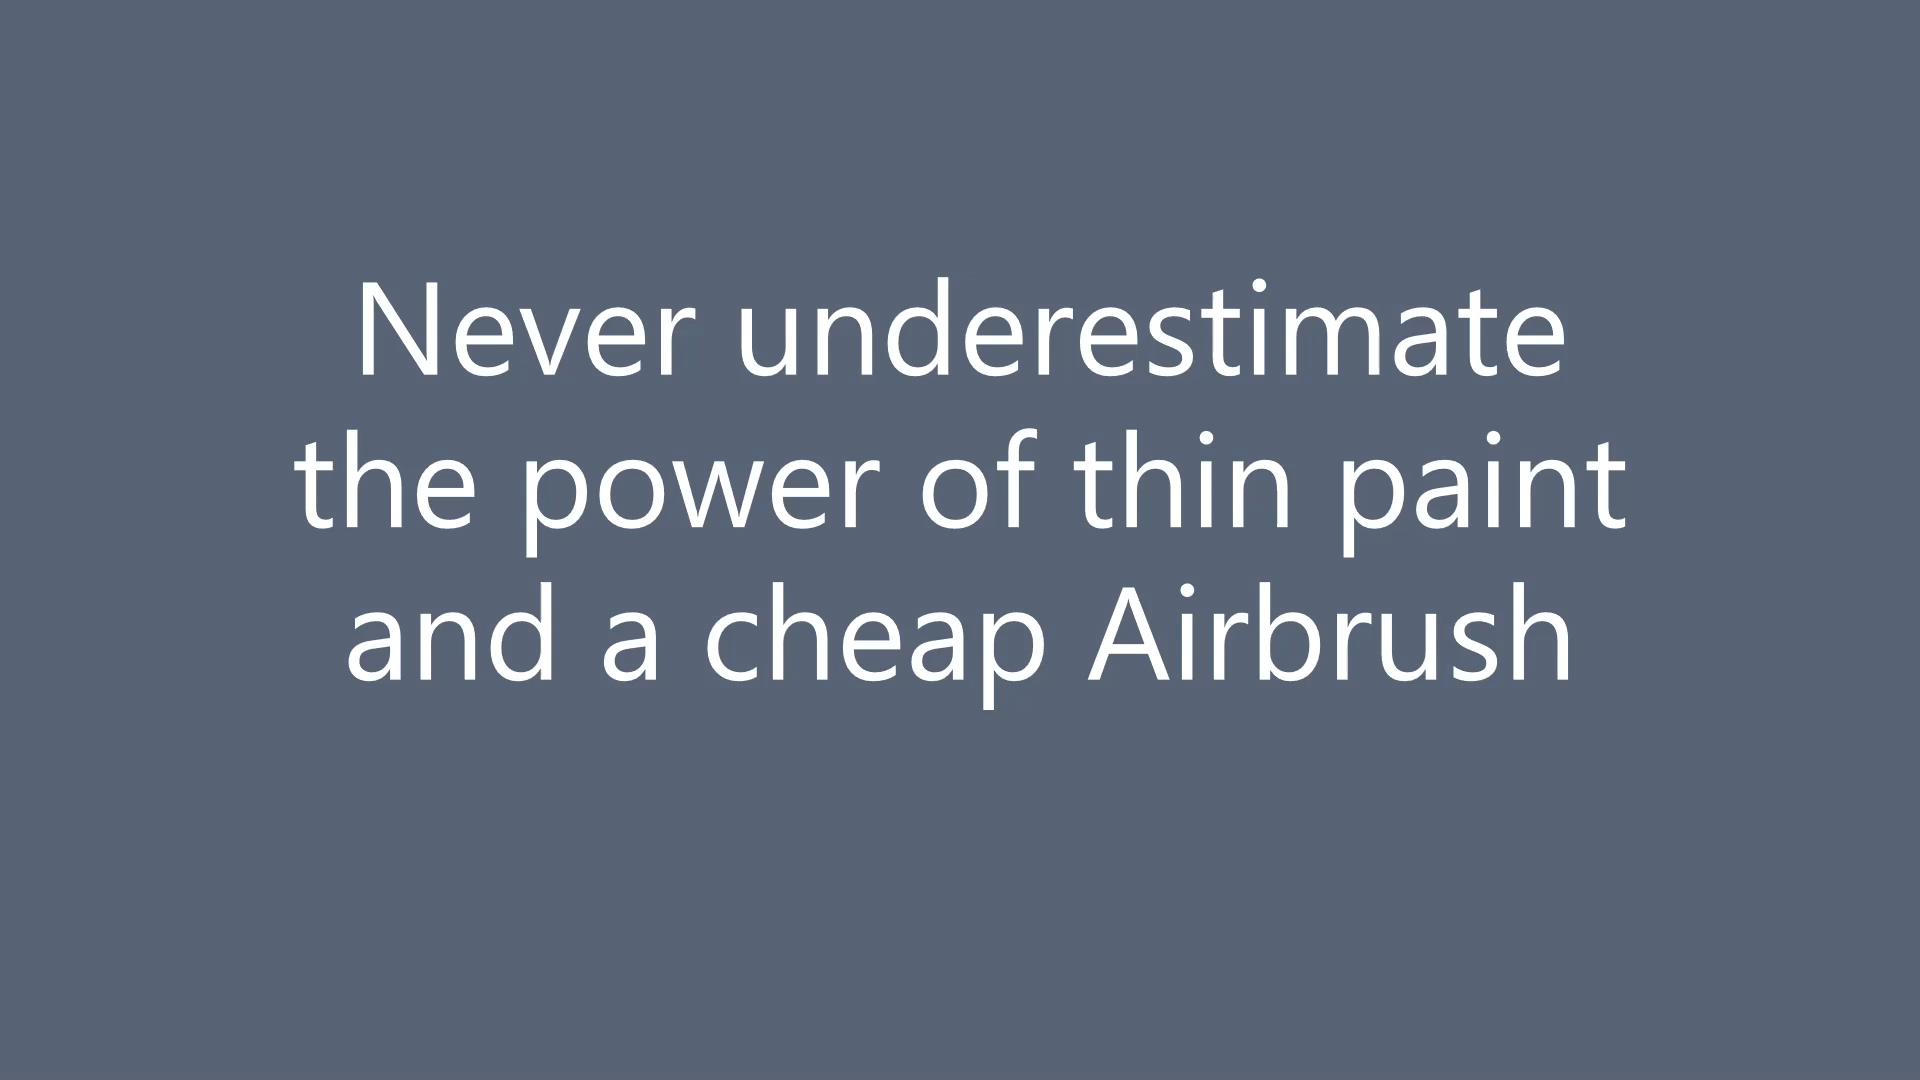 Never underestimate
the power of thin paint
and a cheap Airbrush